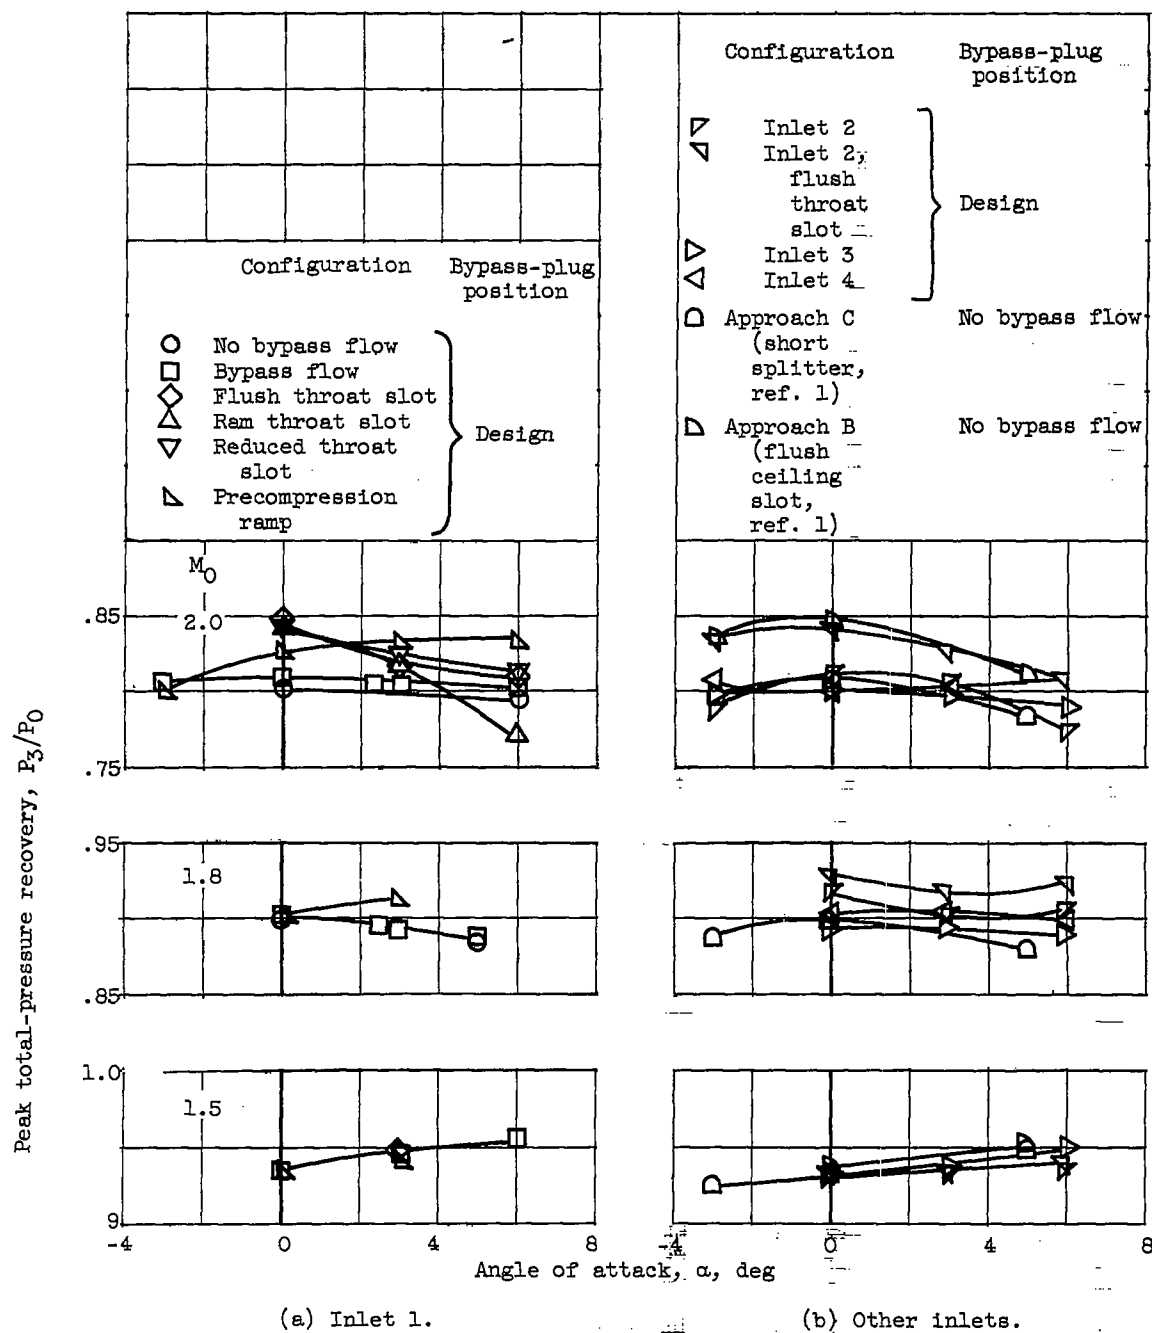 Configuration Bypass-plug
position
Inlet 2
Inlet 2,
flush
throat
slot
Inlet 3
Inlet 4
Design
Approach C No bypass flow
(short
splitter,
ref. 1)
Approach B No bypass flow
(flush
ceiling
slot,
ref. 1)
Configuration Bypass-plug
position
No bypass flow
Bypass flow
Flush throat slot
Ram throat slot
Reduced throat
slot
Precompression
ramp
Design
M0
2.0
.85
.75
1.8
.95
.85
1.5
1.0
.9
-4 0 4 8
-4 0 4 8
Peak total-pressure recovery, P3/P0
Angle of attack, α, deg
(a) Inlet 1.
(b) Other inlets.